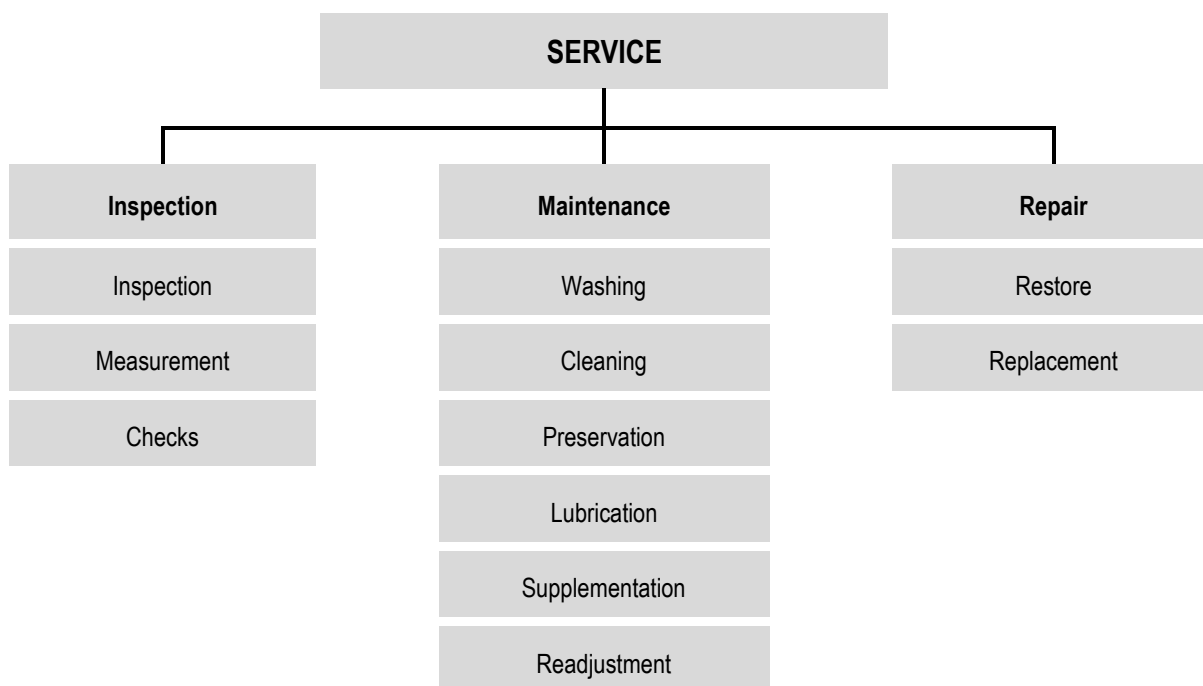 SERVICE
Inspection
Maintenance
Repair
Inspection
Washing
Restore
Measurement
Cleaning
Replacement
Checks
Preservation
Lubrication
Supplementation
Readjustment